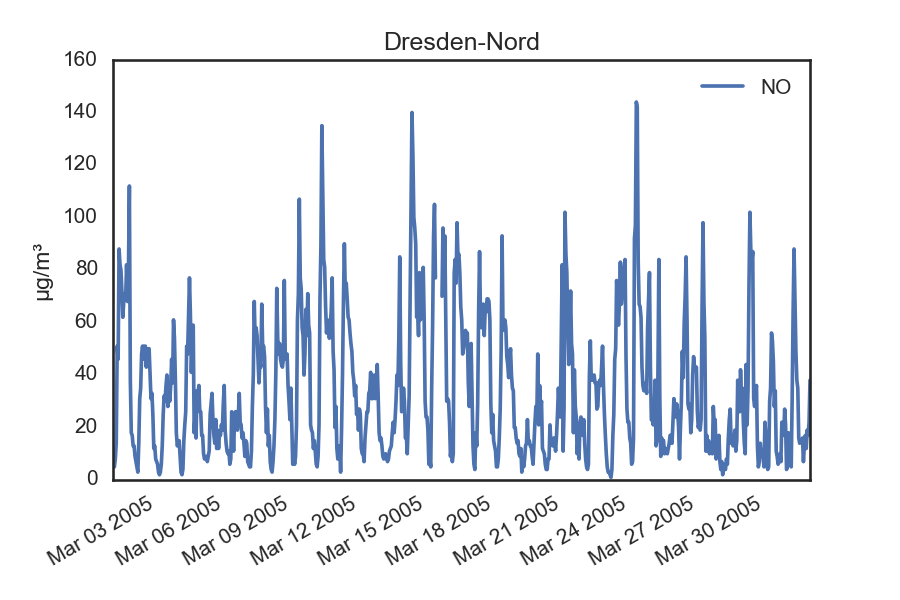 Dresden-Nord
160
140
120
100
80
60
40
20
0
µg/m³
NO
Mar 03 2005
Mar 06 2005
Mar 09 2005
Mar 12 2005
Mar 15 2005
Mar 18 2005
Mar 21 2005
Mar 24 2005
Mar 27 2005
Mar 30 2005